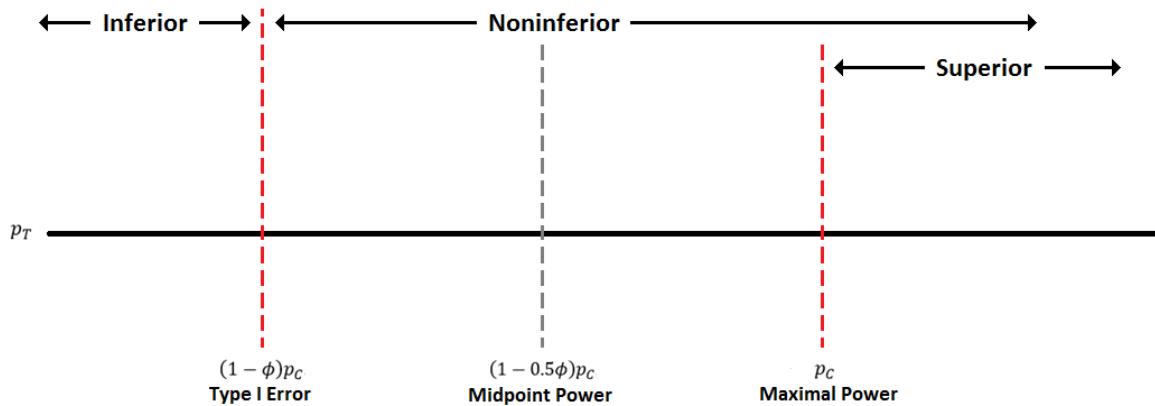 Inferior
Noninferior
Superior
p_T
(1 − ϕ)p_C
(1 − 0.5ϕ)p_C
p_C
Type I Error
Midpoint Power
Maximal Power